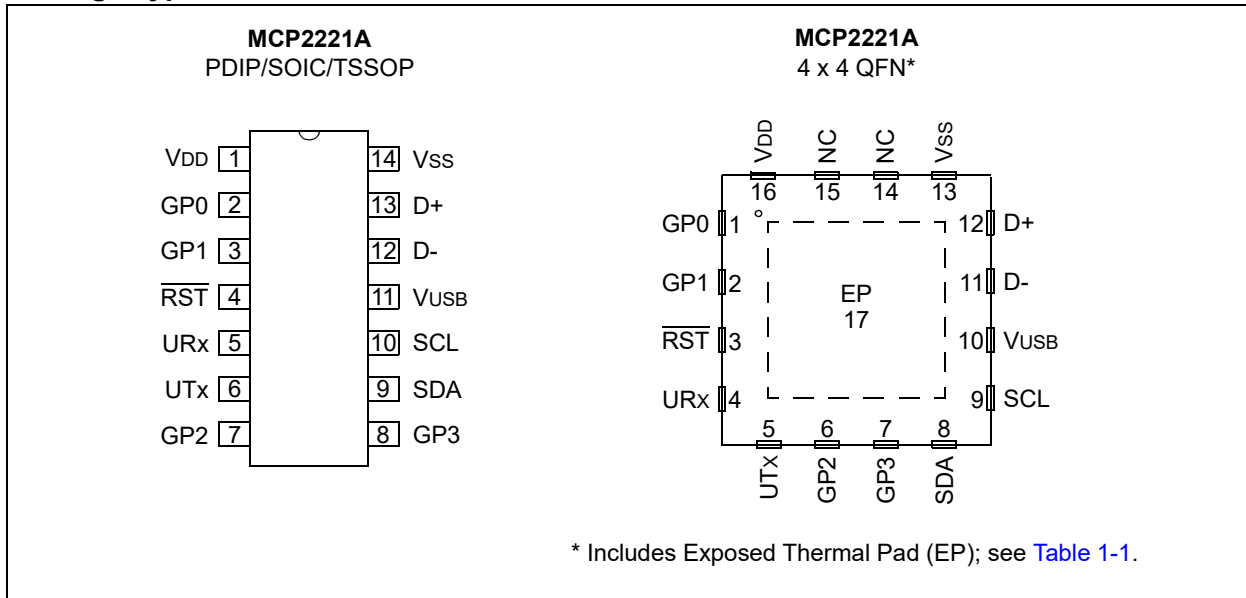 MCP2221A
PDIP/SOIC/TSSOP
VDD 1
14 VSS
GP0 2
13 D+
GP1 3
12 D-
RST 4
11 VUSB
URx 5
10 SCL
UTx 6
9 SDA
GP2 7
8 GP3
MCP2221A
4 x 4 QFN*
VDD
NC
NC
VSS
16
15
14
13
GP0 1
12 D+
GP1 2
11 D-
EP
17
RST 3
10 VUSB
URx 4
9 SCL
5
6
7
8
UTx
GP2
GP3
SDA
* Includes Exposed Thermal Pad (EP); see Table 1-1.